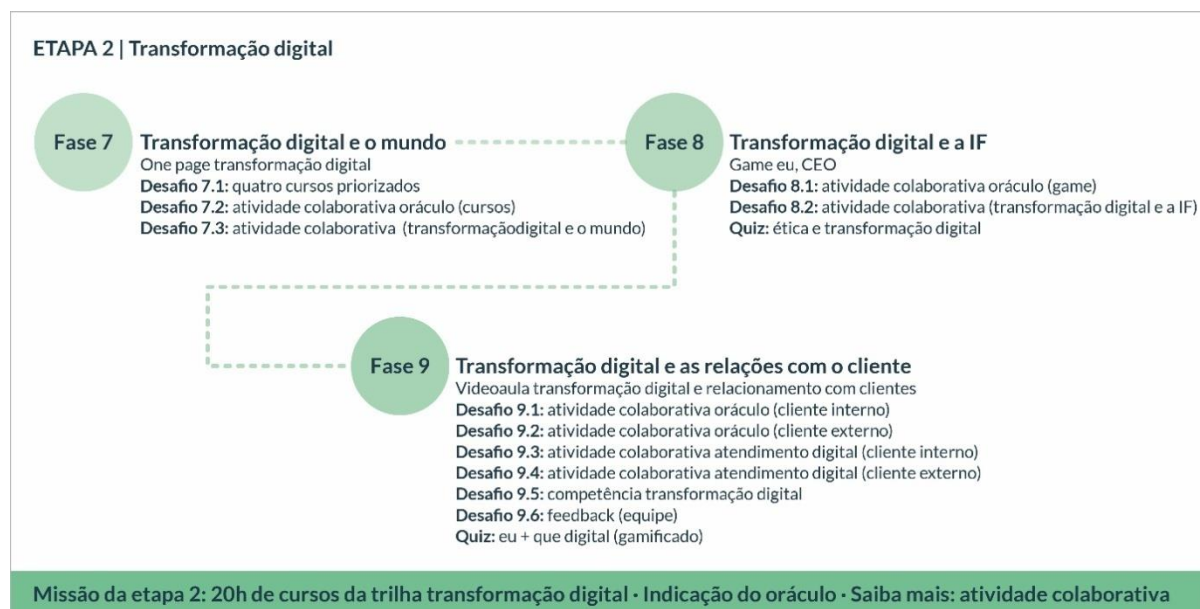 ETAPA 2 | Transformação digital
Fase 7
Transformação digital e o mundo
One page transformação digital
Desafio 7.1: quatro cursos priorizados
Desafio 7.2: atividade colaborativa oráculo (cursos)
Desafio 7.3: atividade colaborativa (transformaçãodigital e o mundo)
Fase 8
Transformação digital e a IF
Game eu, CEO
Desafio 8.1: atividade colaborativa oráculo (game)
Desafio 8.2: atividade colaborativa (transformação digital e a IF)
Quiz: ética e transformação digital
Fase 9
Transformação digital e as relações com o cliente
Videoaula transformação digital e relacionamento com clientes
Desafio 9.1: atividade colaborativa oráculo (cliente interno)
Desafio 9.2: atividade colaborativa oráculo (cliente externo)
Desafio 9.3: atividade colaborativa atendimento digital (cliente interno)
Desafio 9.4: atividade colaborativa atendimento digital (cliente externo)
Desafio 9.5: competência transformação digital
Desafio 9.6: feedback (equipe)
Quiz: eu + que digital (gamificado)
Missão da etapa 2: 20h de cursos da trilha transformação digital · Indicação do oráculo · Saiba mais: atividade colaborativa